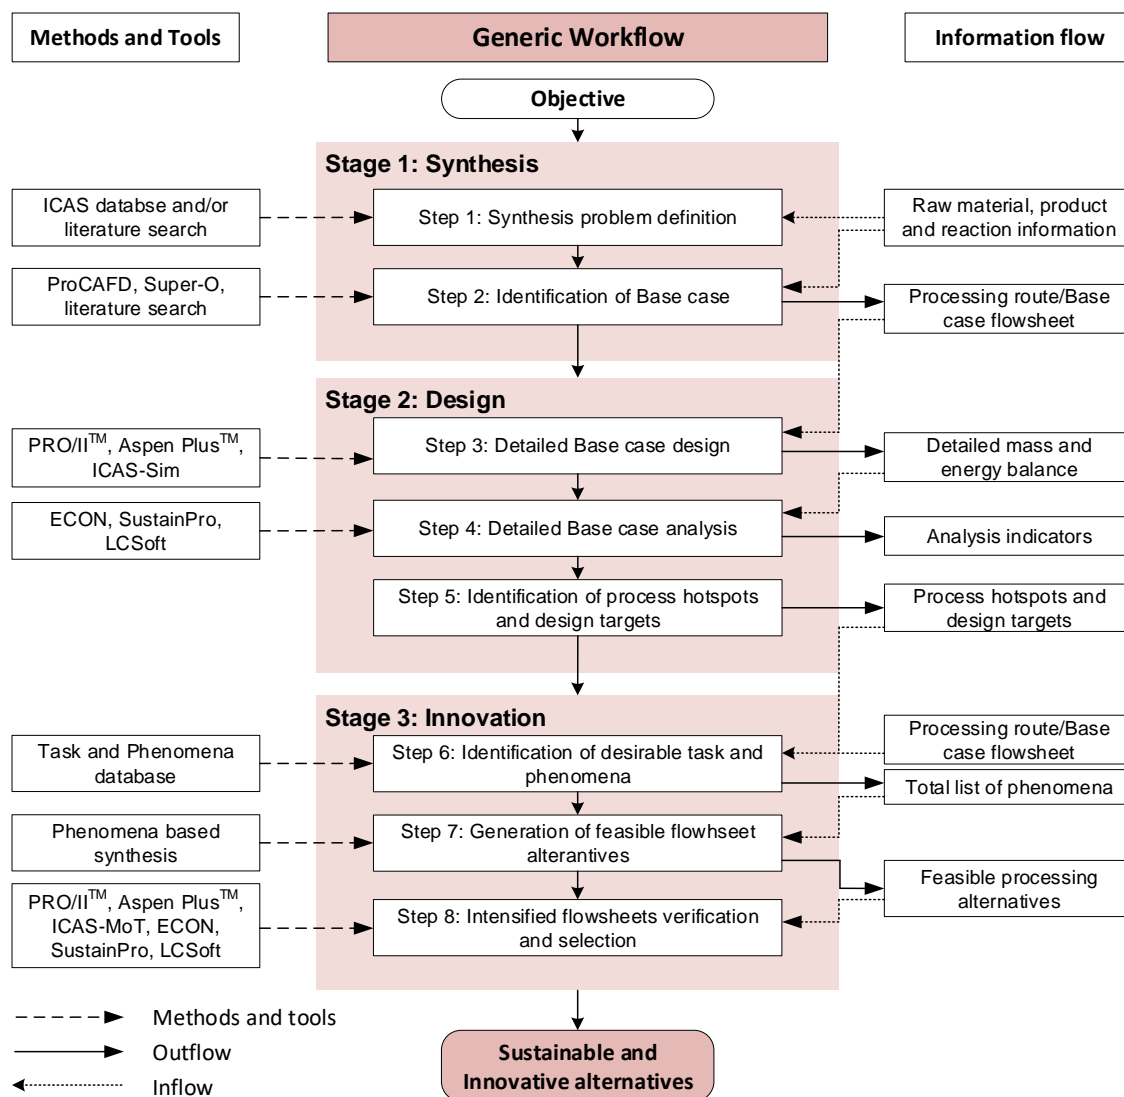 Methods and Tools
Generic Workflow
Information flow
Objective
Stage 1: Synthesis
ICAS databse and/or
literature search
Step 1: Synthesis problem definition
Raw material, product
and reaction information
ProCAFD, Super-O,
literature search
Step 2: Identification of Base case
Processing route/Base
case flowsheet
Stage 2: Design
PRO/II™, Aspen Plus™,
ICAS-Sim
Step 3: Detailed Base case design
Detailed mass and
energy balance
ECON, SustainPro,
LCSoft
Step 4: Detailed Base case analysis
Analysis indicators
Step 5: Identification of process hotspots
and design targets
Process hotspots and
design targets
Stage 3: Innovation
Task and Phenomena
database
Step 6: Identification of desirable task and
phenomena
Processing route/Base
case flowsheet
Total list of phenomena
Phenomena based
synthesis
Step 7: Generation of feasible flowhseet
alterantives
Feasible processing
alternatives
PRO/II™, Aspen Plus™,
ICAS-MoT, ECON,
SustainPro, LCSoft
Step 8: Intensified flowsheets verification
and selection
Methods and tools
Outflow
Inflow
Sustainable and
Innovative alternatives